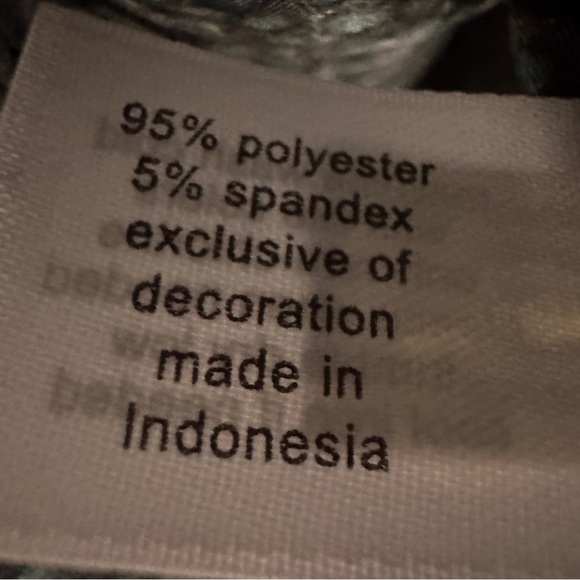 95% polyester
5% spandex
exclusive of
decoration
made in
Indonesia